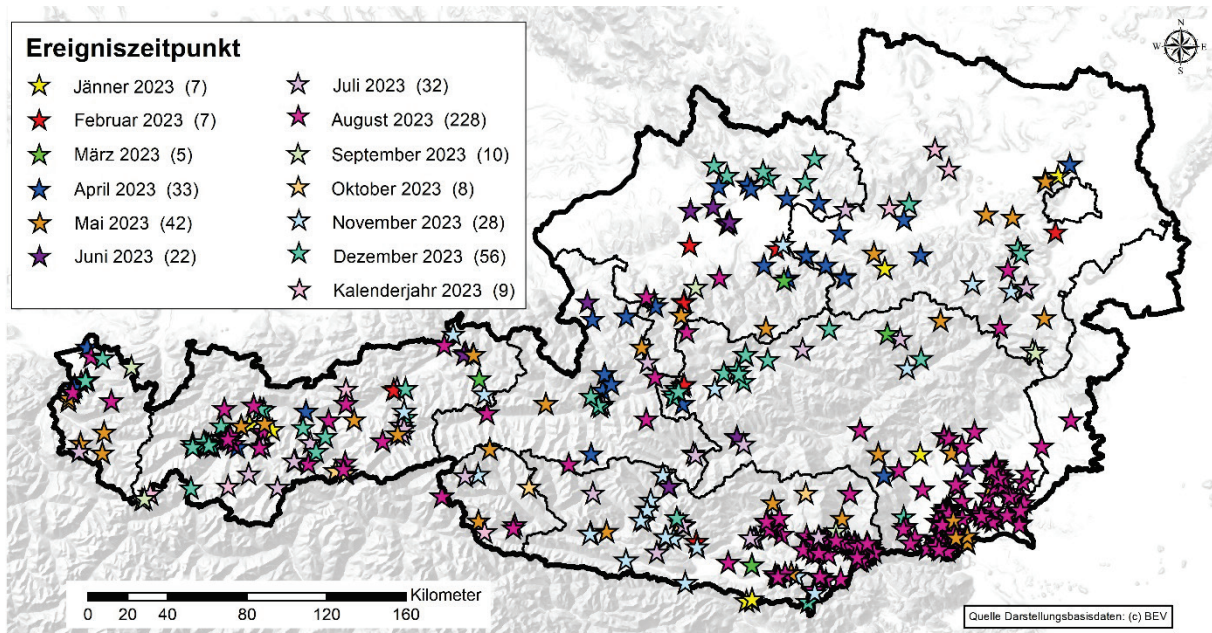 Ereigniszeitpunkt
Jänner 2023 (7)
Februar 2023 (7)
März 2023 (5)
April 2023 (33)
Mai 2023 (42)
Juni 2023 (22)
Juli 2023 (32)
August 2023 (228)
September 2023 (10)
Oktober 2023 (8)
November 2023 (28)
Dezember 2023 (56)
Kalenderjahr 2023 (9)
N
W E
S
Kilometer
0 20 40 80 120 160
Quelle Darstellungsbasisdaten: (c) BEV